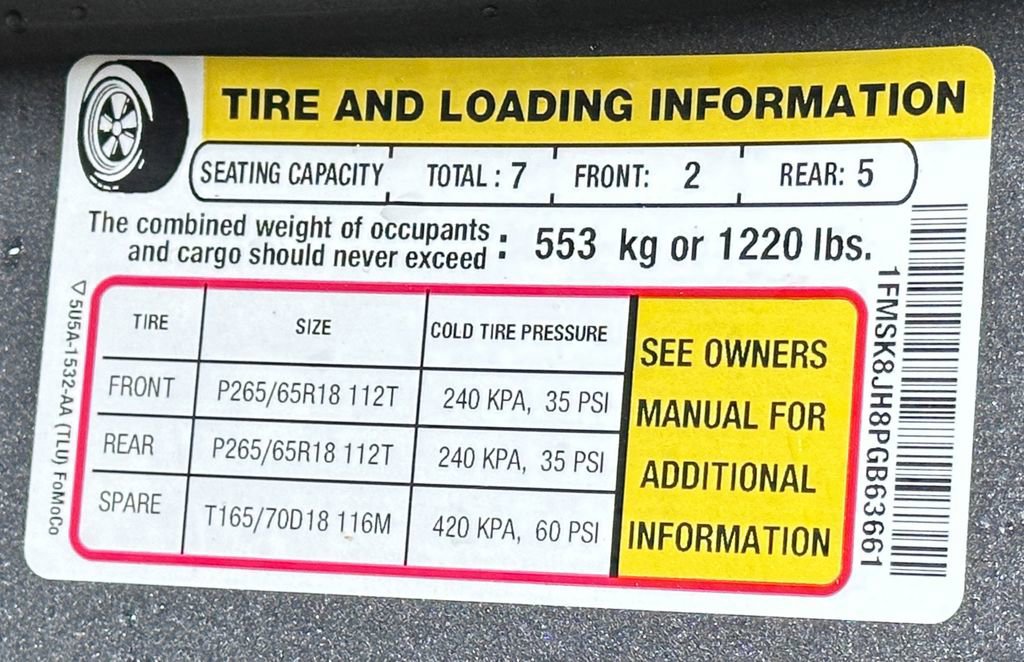 TIRE AND LOADING INFORMATION
SEATING CAPACITY TOTAL : 7 FRONT: 2 REAR: 5
The combined weight of occupants
and cargo should never exceed : 553 kg or 1220 lbs.
TIRE SIZE COLD TIRE PRESSURE
FRONT P265/65R18 112T 240 KPA, 35 PSI
REAR P265/65R18 112T 240 KPA, 35 PSI
SPARE T165/70D18 116M 420 KPA, 60 PSI
SEE OWNERS
MANUAL FOR
ADDITIONAL
INFORMATION
1FMSK8JH8PGB63661
▽ 5U5A-1532-AA (TLU) FoMoCo